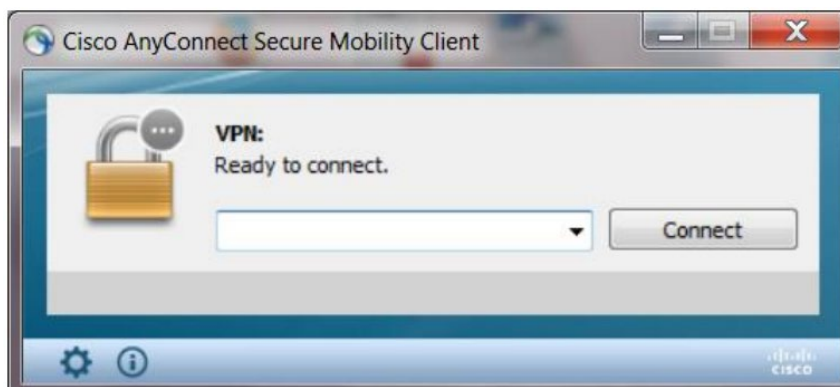 Cisco AnyConnect Secure Mobility Client
VPN:
Ready to connect.
Connect
CISCO